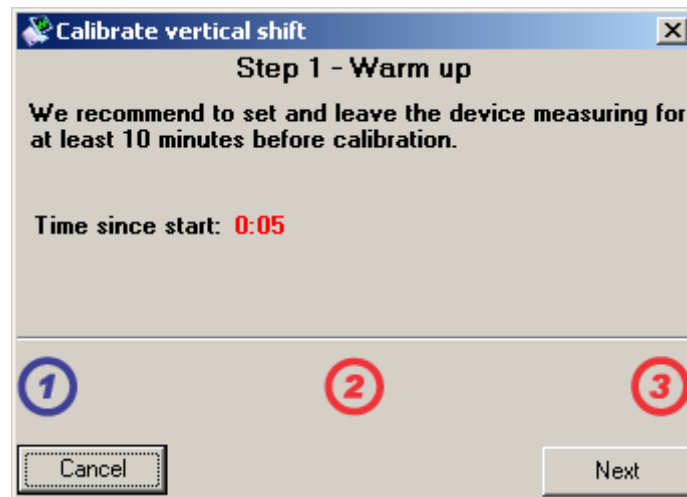 Calibrate vertical shift
Step 1 - Warm up
We recommend to set and leave the device measuring for
at least 10 minutes before calibration.
Time since start: 0:05
1 2 3
Cancel Next